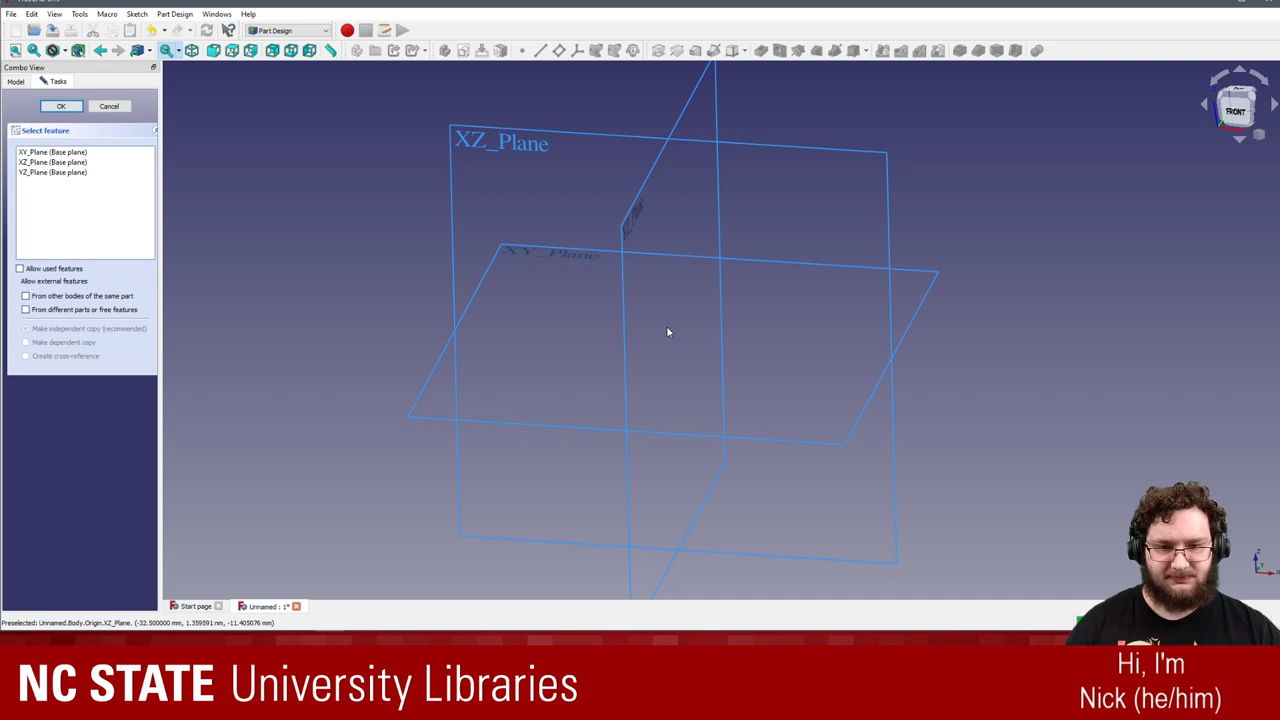 File Edit View Tools Macro Sketch Part Design Windows Help
Part Design
Combo View
Model Tasks
OK Cancel
Select feature
XY_Plane (Base plane)
XZ_Plane (Base plane)
YZ_Plane (Base plane)
Allow used features
Allow external features
From other bodies of the same part
From different parts or free features
Make independent copy (recommended)
Make dependent copy
Create cross-reference
XZ_Plane
XY_Plane
FRONT
Z
Y
X
Start page Unnamed : 1*
Preselected: Unnamed.Body.Origin.XZ_Plane. (-32.500000 mm, 1.359591 nm, -11.405076 mm)
NC STATE University Libraries
Hi, I'm
Nick (he/him)